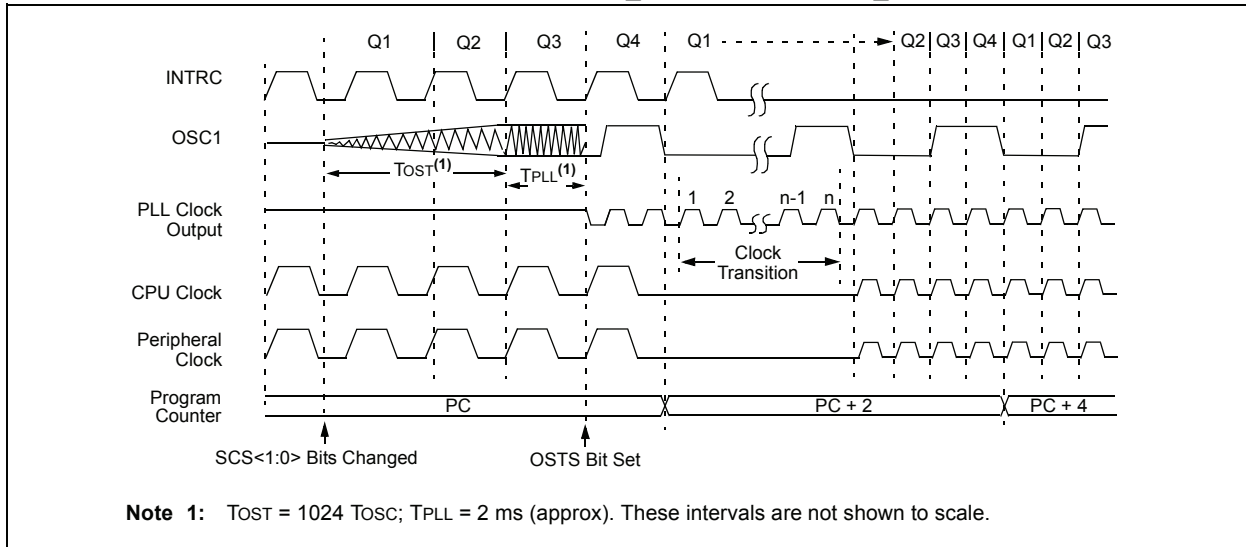 Q1 Q2 Q3 Q4 Q1 Q2 Q3 Q4 Q1 Q2 Q3
INTRC
OSC1
TOST(1) TPLL(1)
1 2 n-1 n
PLL Clock
Output
Clock
Transition
CPU Clock
Peripheral
Clock
Program
Counter
PC PC + 2 PC + 4
SCS<1:0> Bits Changed OSTS Bit Set
Note 1: TOST = 1024 TOSC; TPLL = 2 ms (approx). These intervals are not shown to scale.